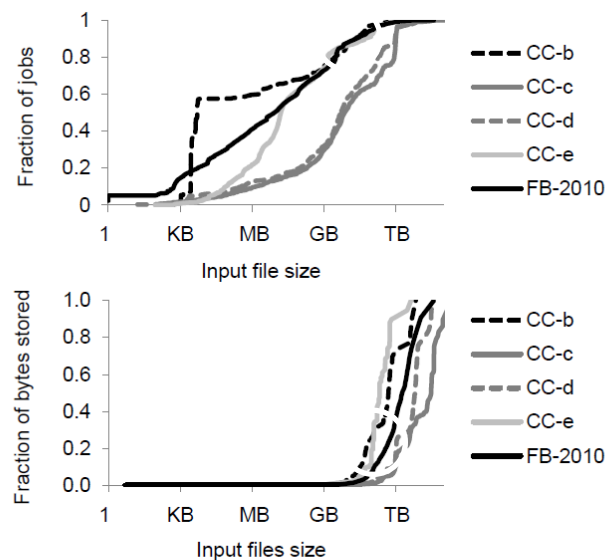 Fraction of jobs
1
0.8
0.6
0.4
0.2
0
1 KB MB GB TB
Input file size
CC-b
CC-c
CC-d
CC-e
FB-2010
Fraction of bytes stored
1.0
0.8
0.6
0.4
0.2
0.0
1 KB MB GB TB
Input files size
CC-b
CC-c
CC-d
CC-e
FB-2010